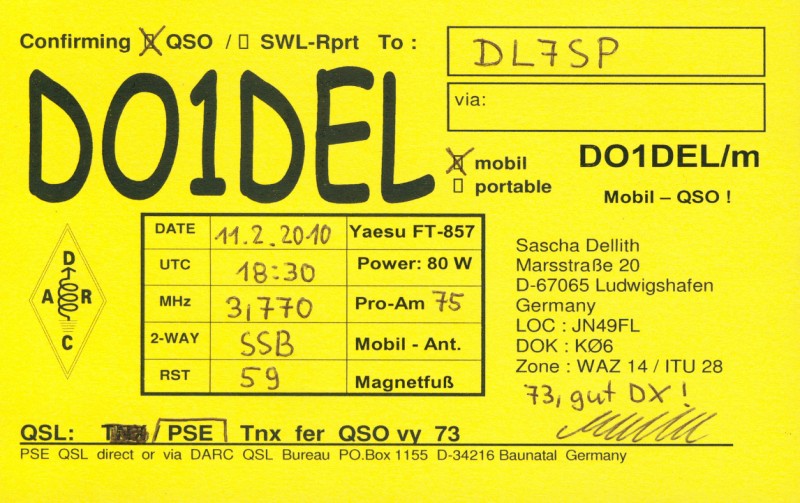 Confirming QSO / SWL-Rprt To : DL7SP
DO1DEL
via:
mobil
portable
DO1DEL/m
Mobil – QSO !
DATE 11.2.2010 Yaesu FT-857
UTC 18:30 Power: 80 W
MHz 3,770 Pro-Am 75
2-WAY SSB Mobil - Ant.
RST 59 Magnetfuß
D
A R
C
Sascha Dellith
Marsstraße 20
D-67065 Ludwigshafen
Germany
LOC : JN49FL
DOK : KØ6
Zone : WAZ 14 / ITU 28
73, gut DX !
QSL: / PSE Tnx fer QSO vy 73
PSE QSL direct or via DARC QSL Bureau PO.Box 1155 D-34216 Baunatal Germany